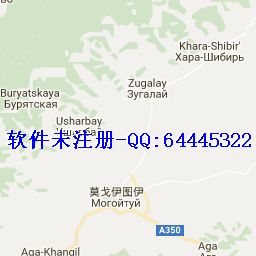 Khara-Shibir'
Хара-Шибирь
Zugalay
Зугалай
Buryatskaya
Бурятская
Usharbay
软件未注册-QQ:64445322
莫戈伊图伊
Могойтуй
A350
Aga-Khangil
Aga
Ага